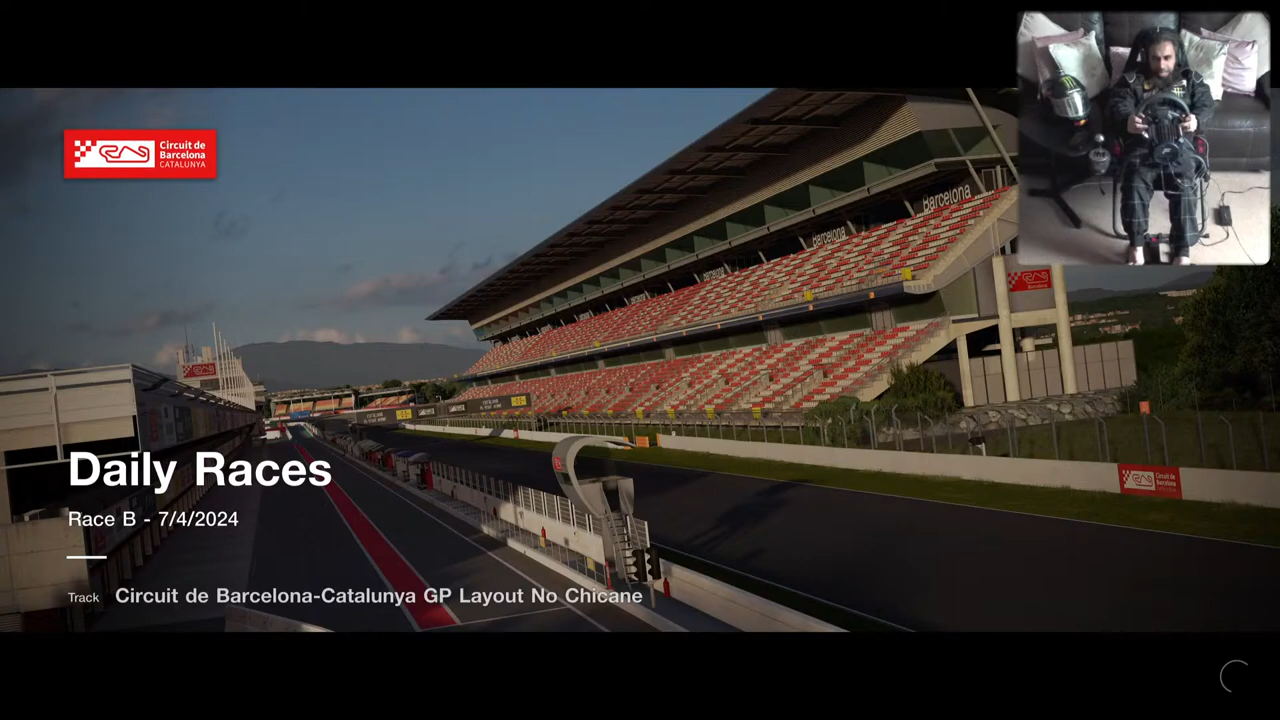 Circuit de
Barcelona
CATALUNYA
Barcelona
Barcelona
Barcelona
Daily Races
Race B - 7/4/2024
Track Circuit de Barcelona-Catalunya GP Layout No Chicane